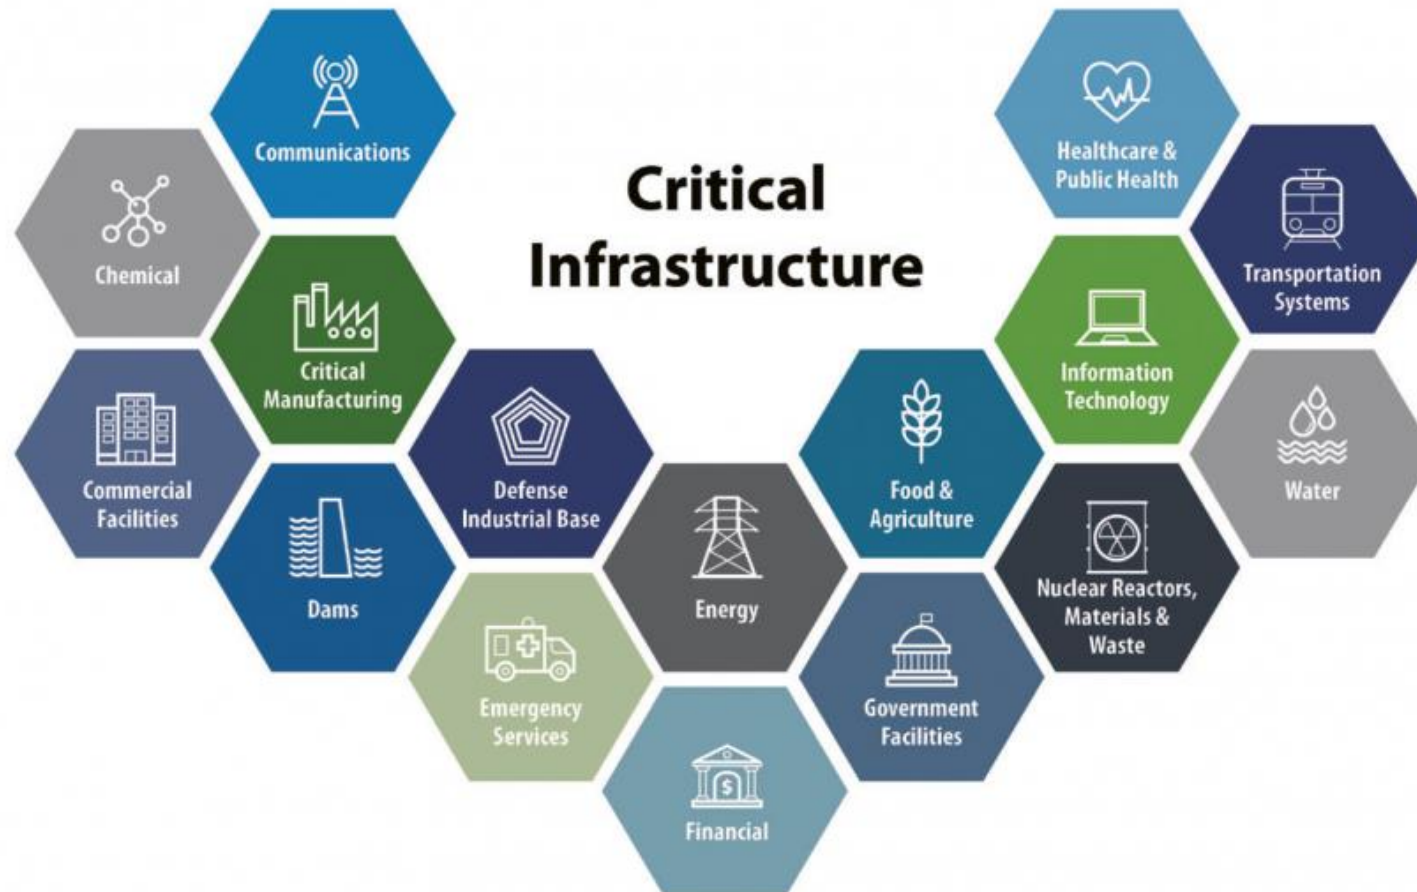 Critical
Infrastructure
Communications
Chemical
Critical
Manufacturing
Commercial
Facilities
Dams
Defense
Industrial Base
Emergency
Services
Energy
$
Financial
Food &
Agriculture
Government
Facilities
Healthcare &
Public Health
Information
Technology
Nuclear Reactors,
Materials &
Waste
Transportation
Systems
Water